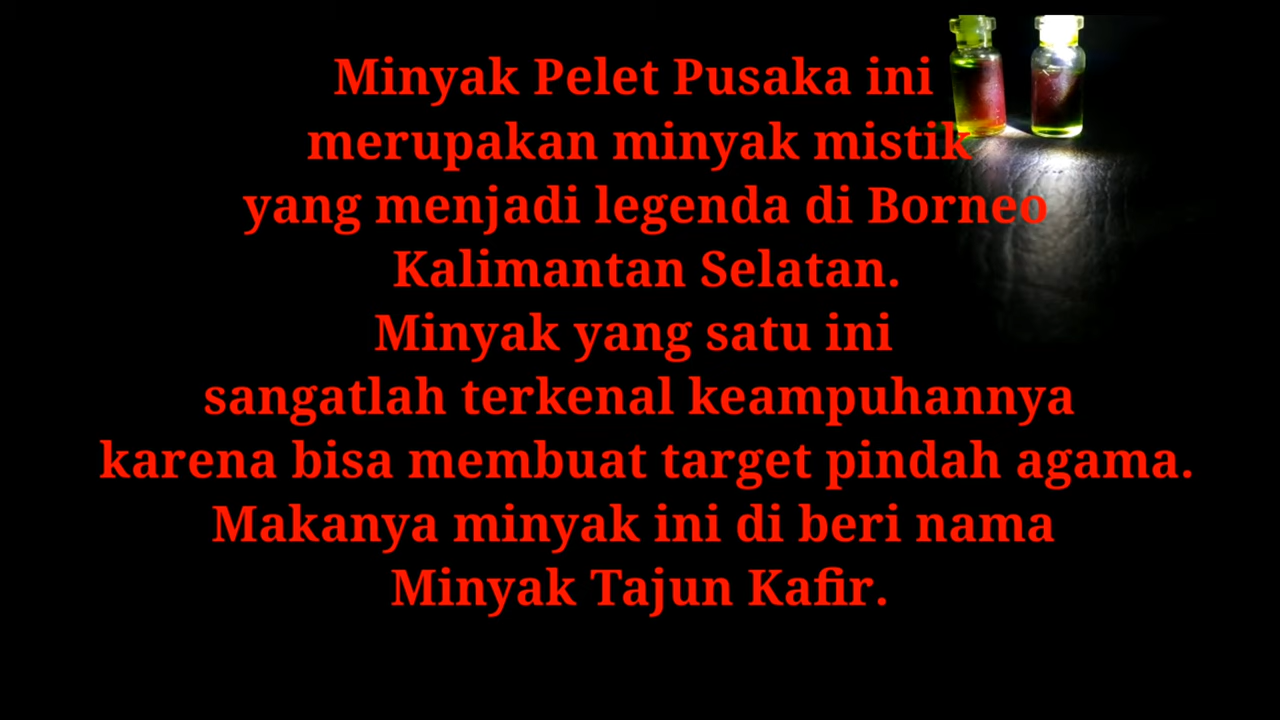 Minyak Pelet Pusaka ini
merupakan minyak mistik
yang menjadi legenda di Borneo
Kalimantan Selatan.
Minyak yang satu ini
sangatlah terkenal keampuhannya
karena bisa membuat target pindah agama.
Makanya minyak ini di beri nama
Minyak Tajun Kafir.